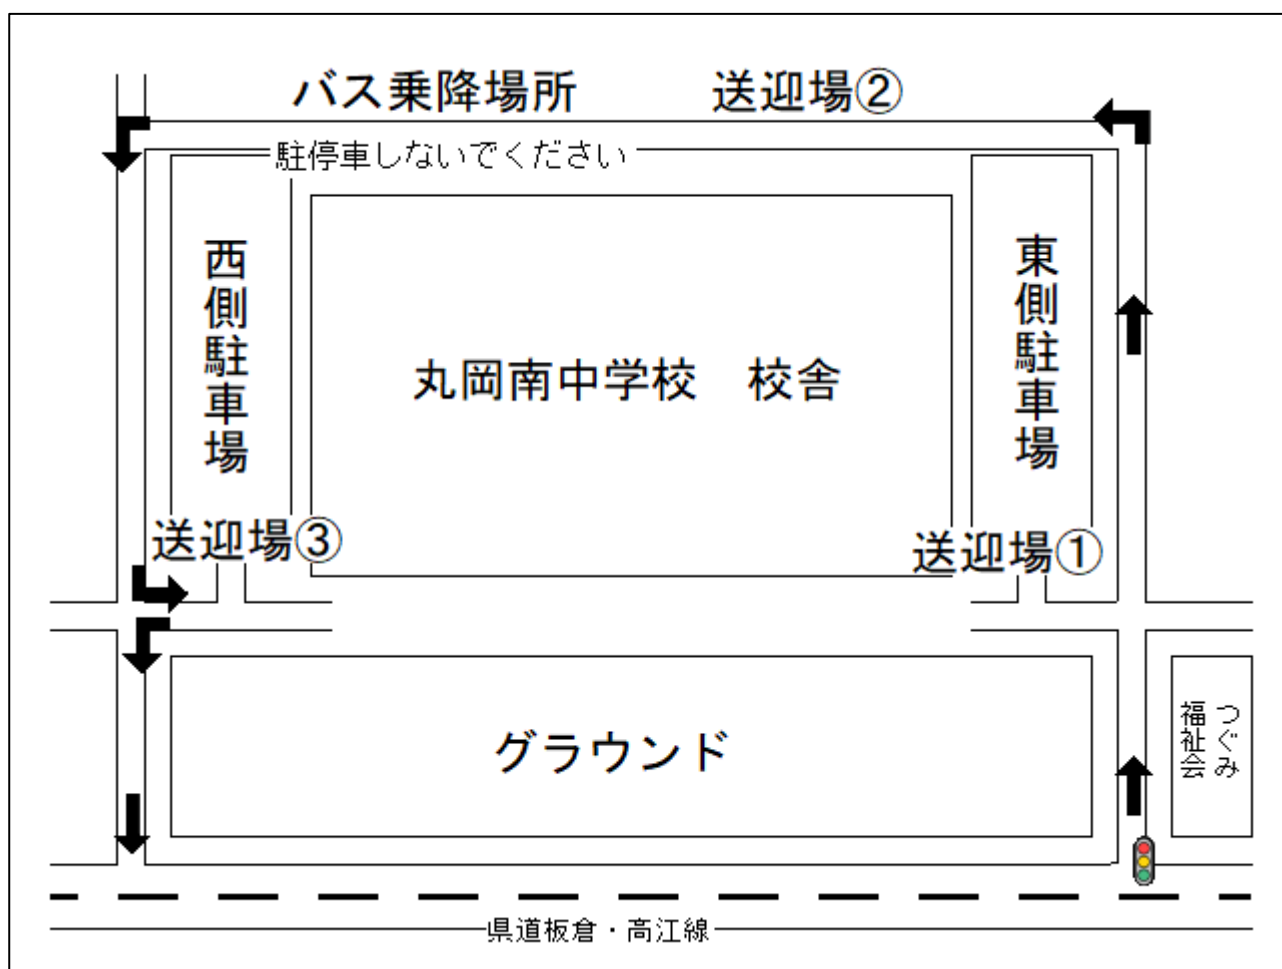 バス乗降場所
送迎場②
駐停車しないでください
西側駐車場
丸岡南中学校　校舎
東側駐車場
送迎場③
送迎場①
グラウンド
つぐみ
福祉会
県道板倉・高江線